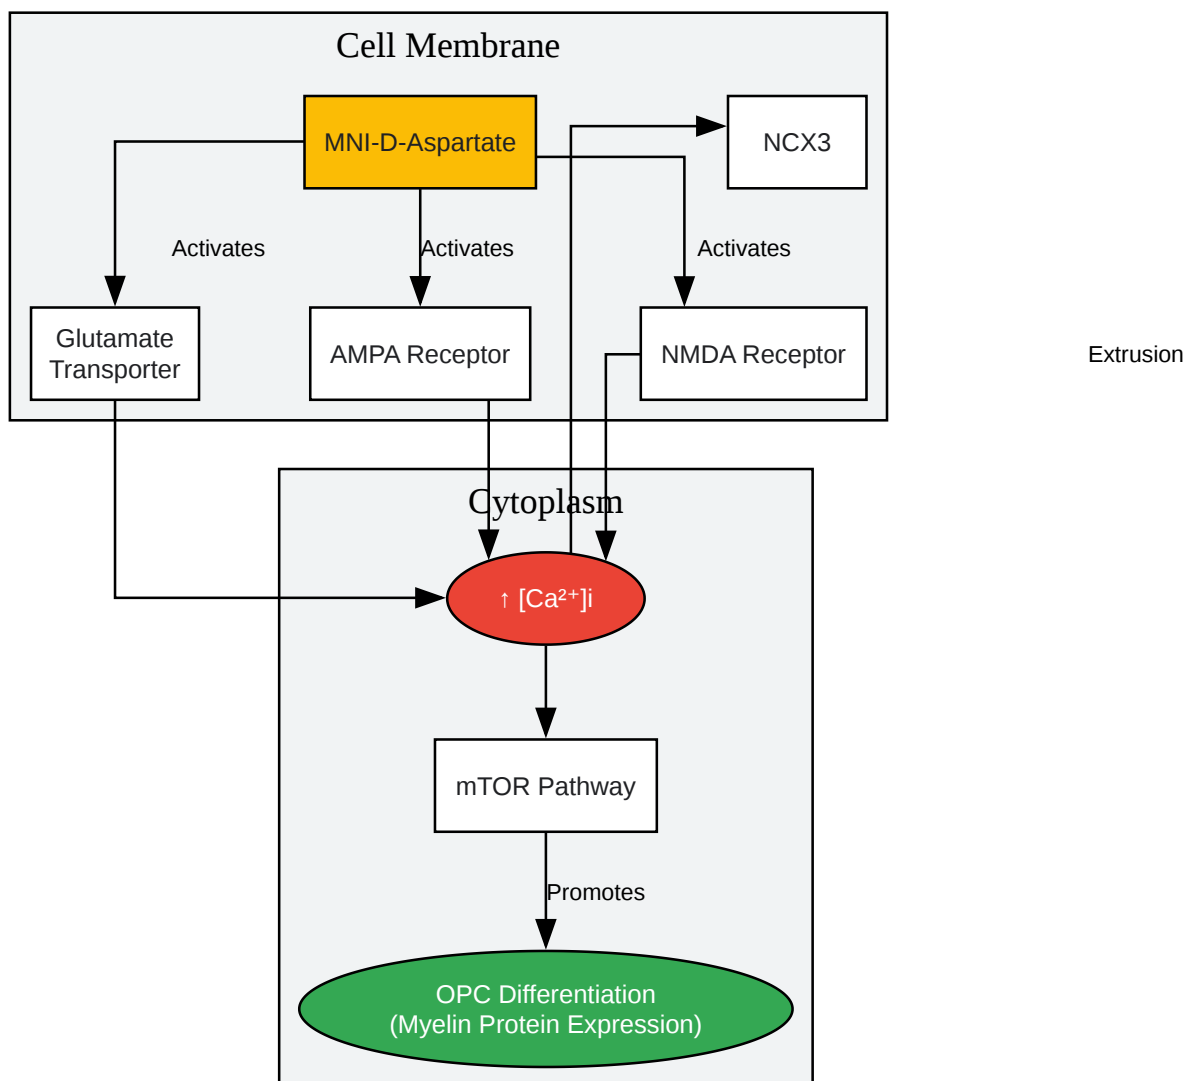 Cell Membrane
MNI-D-Aspartate
NCX3
Activates
Activates
Activates
Glutamate
Transporter
AMPA Receptor
NMDA Receptor
Extrusion
Cytoplasm
↑ [Ca²⁺]i
mTOR Pathway
Promotes
OPC Differentiation
(Myelin Protein Expression)